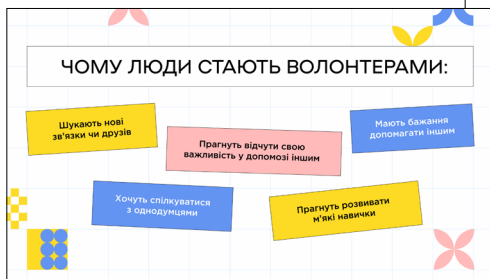 ЧОМУ ЛЮДИ СТАЮТЬ ВОЛОНТЕРАМИ:
Шукають нові
зв'язки чи друзів
Прагнуть відчути свою
важливість у допомозі іншим
Мають бажання
допомагати іншим
Хочуть спілкуватися
з однодумцями
Прагнуть розвивати
м'які навички